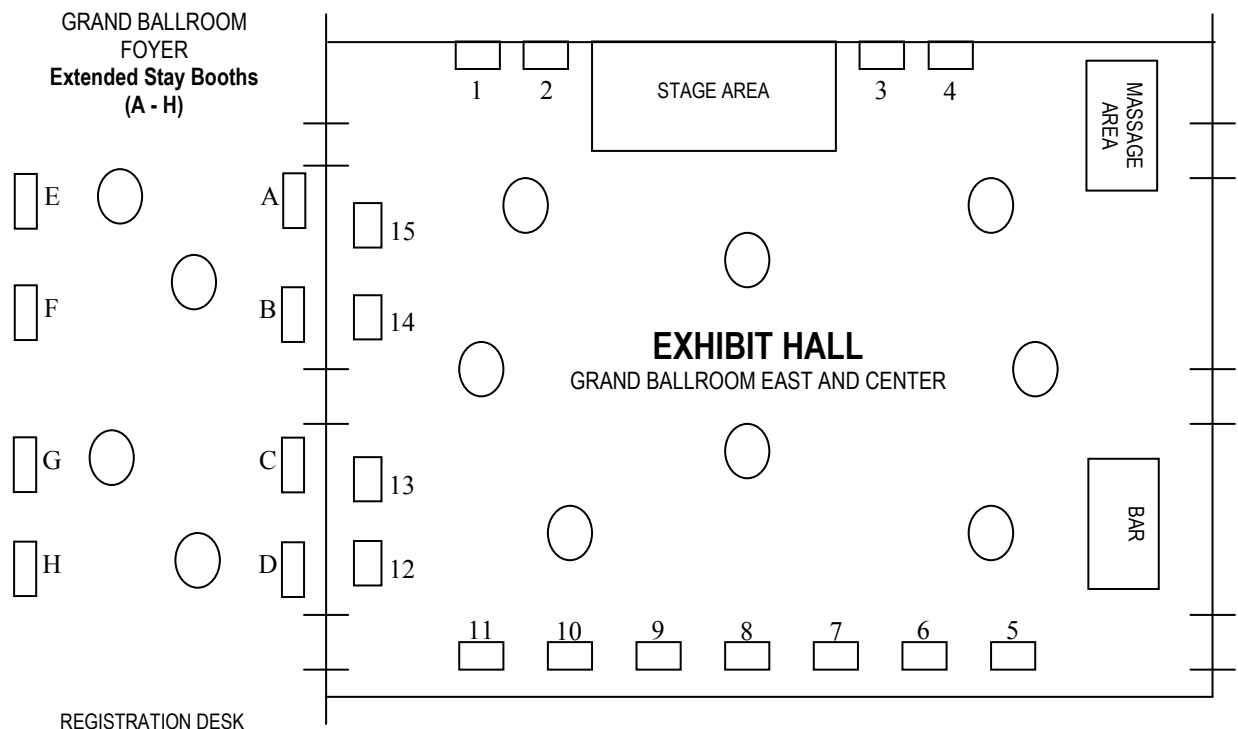 GRAND BALLROOM
FOYER
Extended Stay Booths
(A - H)
1
2
STAGE AREA
3
4
MASSAGE
AREA
E
A
15
F
B
14
EXHIBIT HALL
GRAND BALLROOM EAST AND CENTER
G
C
13
H
D
12
BAR
11
10
9
8
7
6
5
REGISTRATION DESK